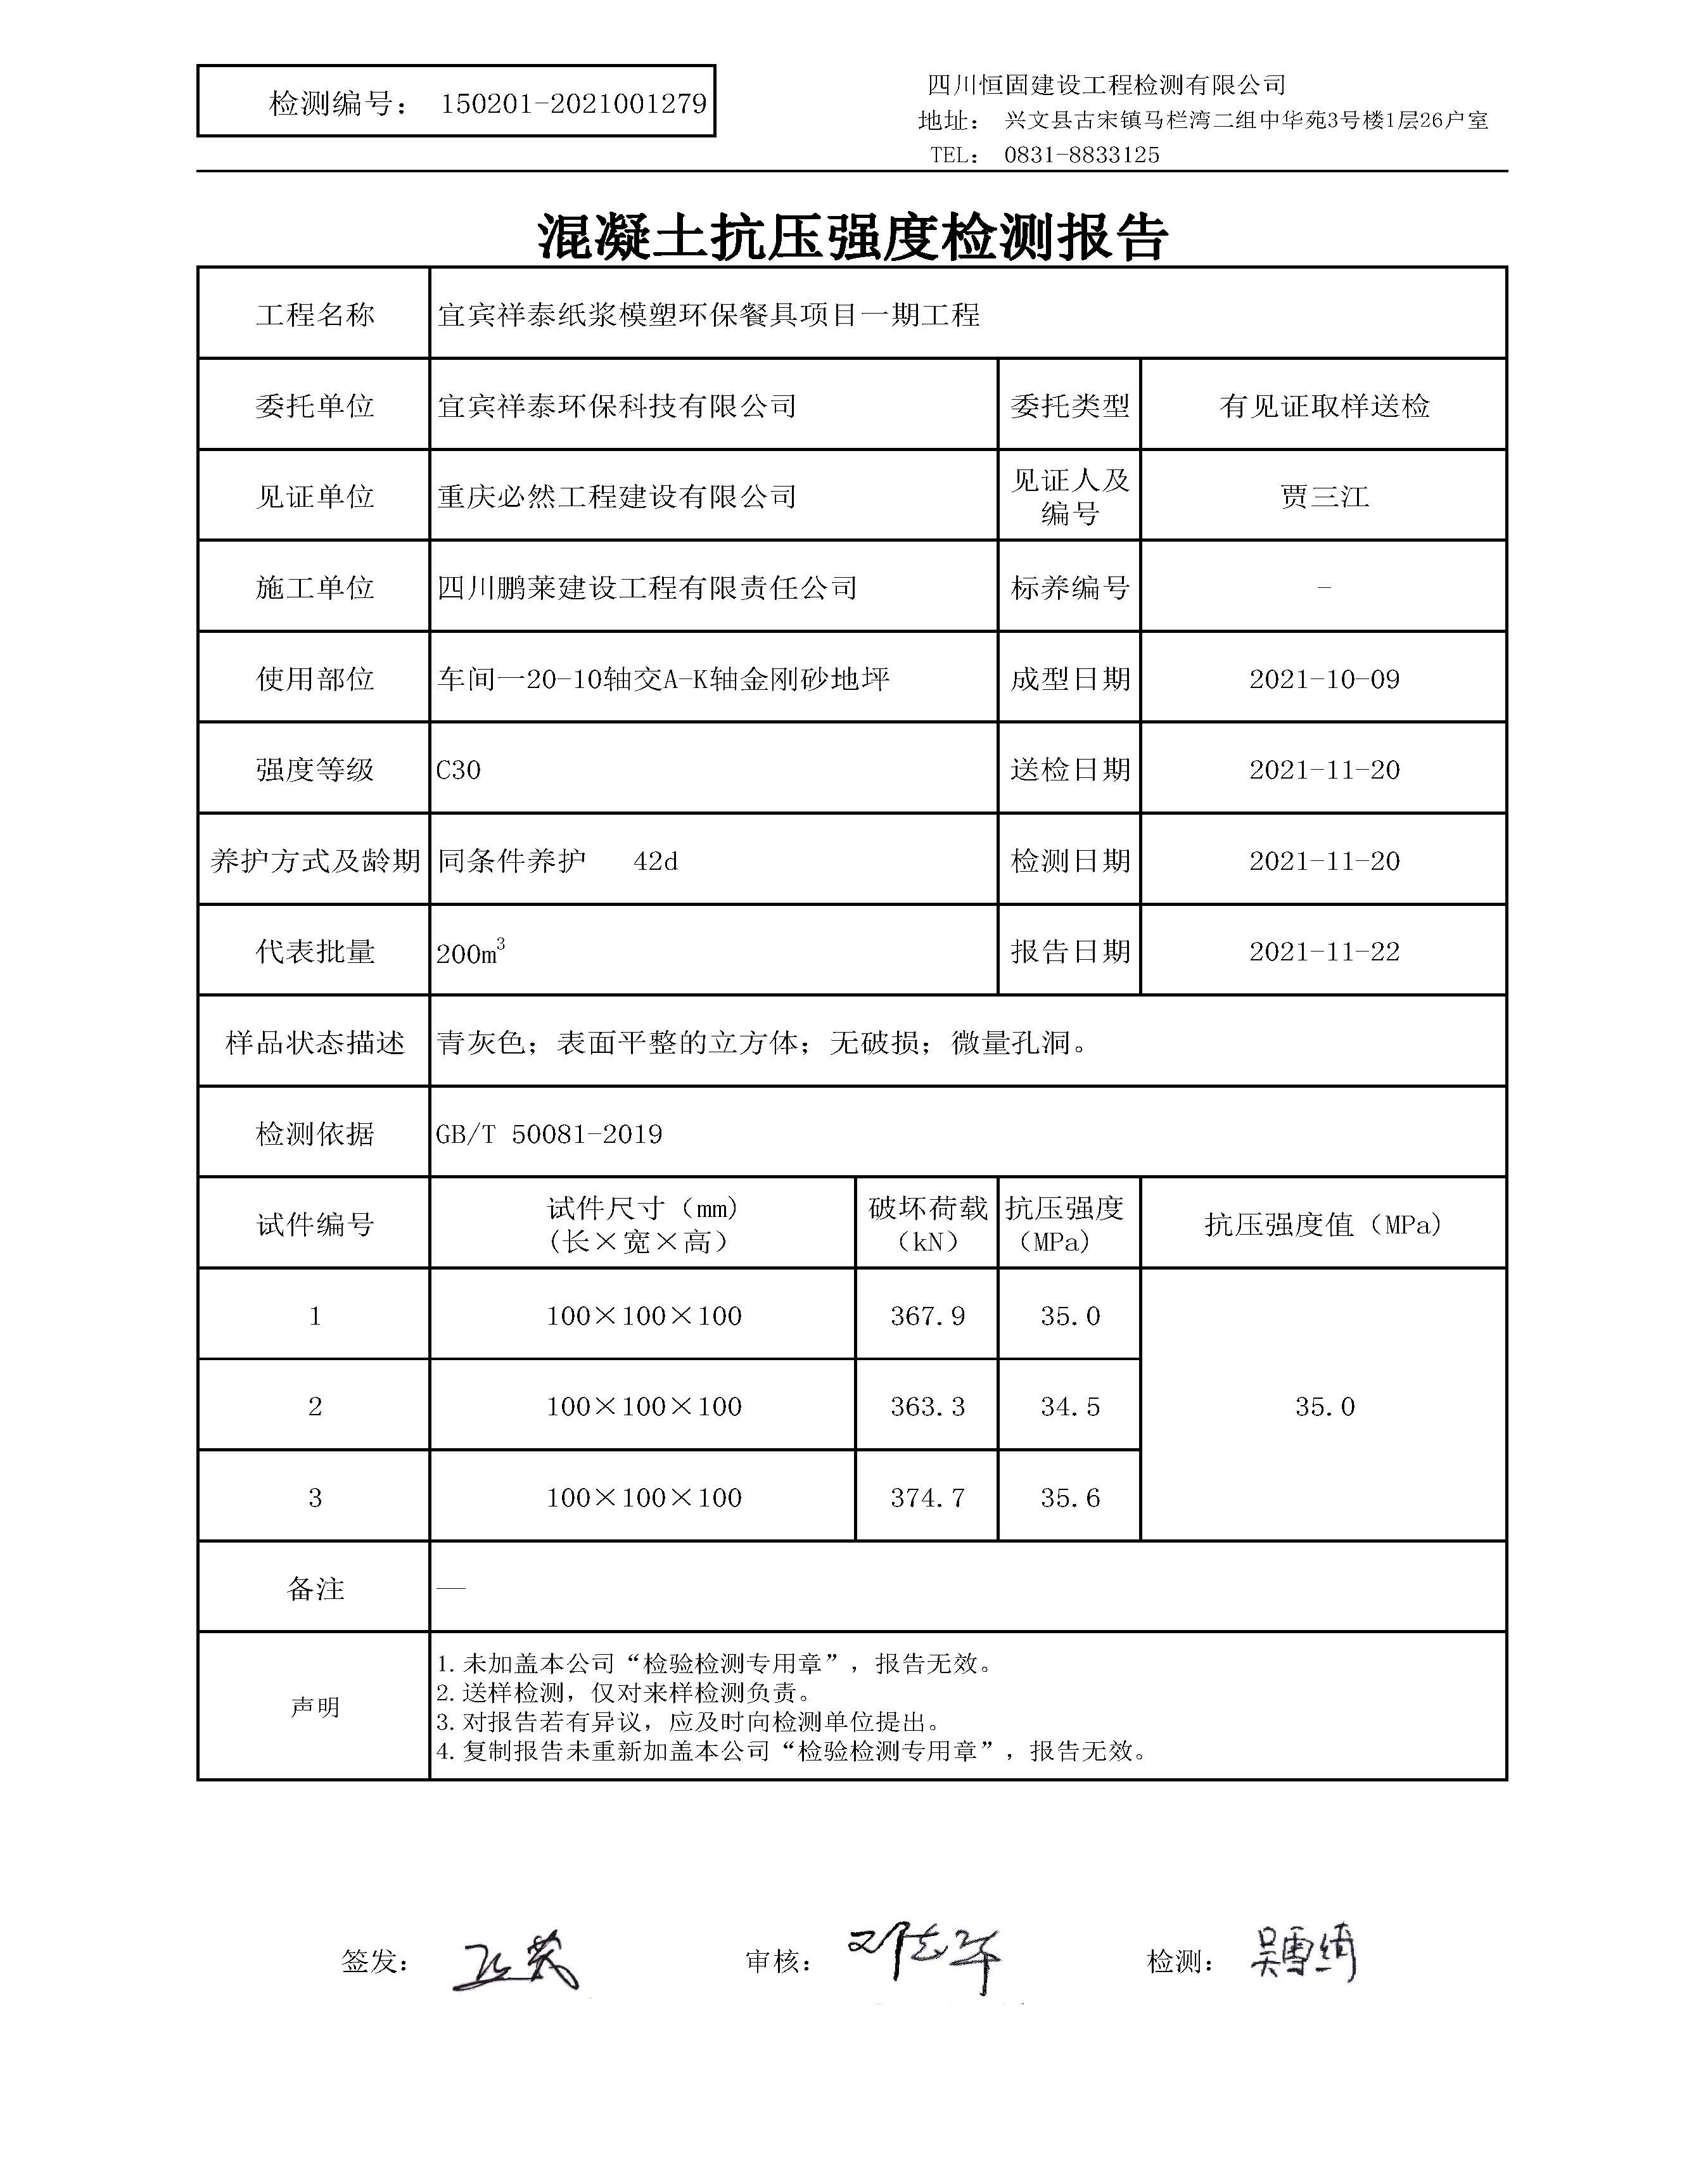 检测编号： 150201-2021001279
四川恒固建设工程检测有限公司
地址： 兴文县古宋镇马栏湾二组中华苑3号楼1层26户室
TEL： 0831-8833125
混凝土抗压强度检测报告
工程名称 宜宾祥泰纸浆模塑环保餐具项目一期工程
委托单位 宜宾祥泰环保科技有限公司 委托类型 有见证取样送检
见证单位 重庆必然工程建设有限公司 见证人及编号 贾三江
施工单位 四川鹏莱建设工程有限责任公司 标养编号 -
使用部位 车间一20-10轴交A-K轴金刚砂地坪 成型日期 2021-10-09
强度等级 C30 送检日期 2021-11-20
养护方式及龄期 同条件养护 42d 检测日期 2021-11-20
代表批量 200m³ 报告日期 2021-11-22
样品状态描述 青灰色；表面平整的立方体；无破损；微量孔洞。
检测依据 GB/T 50081-2019
试件编号 试件尺寸（mm）（长×宽×高） 破坏荷载（kN） 抗压强度（MPa） 抗压强度值（MPa）
1 100×100×100 367.9 35.0
2 100×100×100 363.3 34.5 35.0
3 100×100×100 374.7 35.6
备注 —
声明
1.未加盖本公司“检验检测专用章”，报告无效。
2.送样检测，仅对来样检测负责。
3.对报告若有异议，应及时向检测单位提出。
4.复制报告未重新加盖本公司“检验检测专用章”，报告无效。
签发： 审核： 检测： 吴雪绮